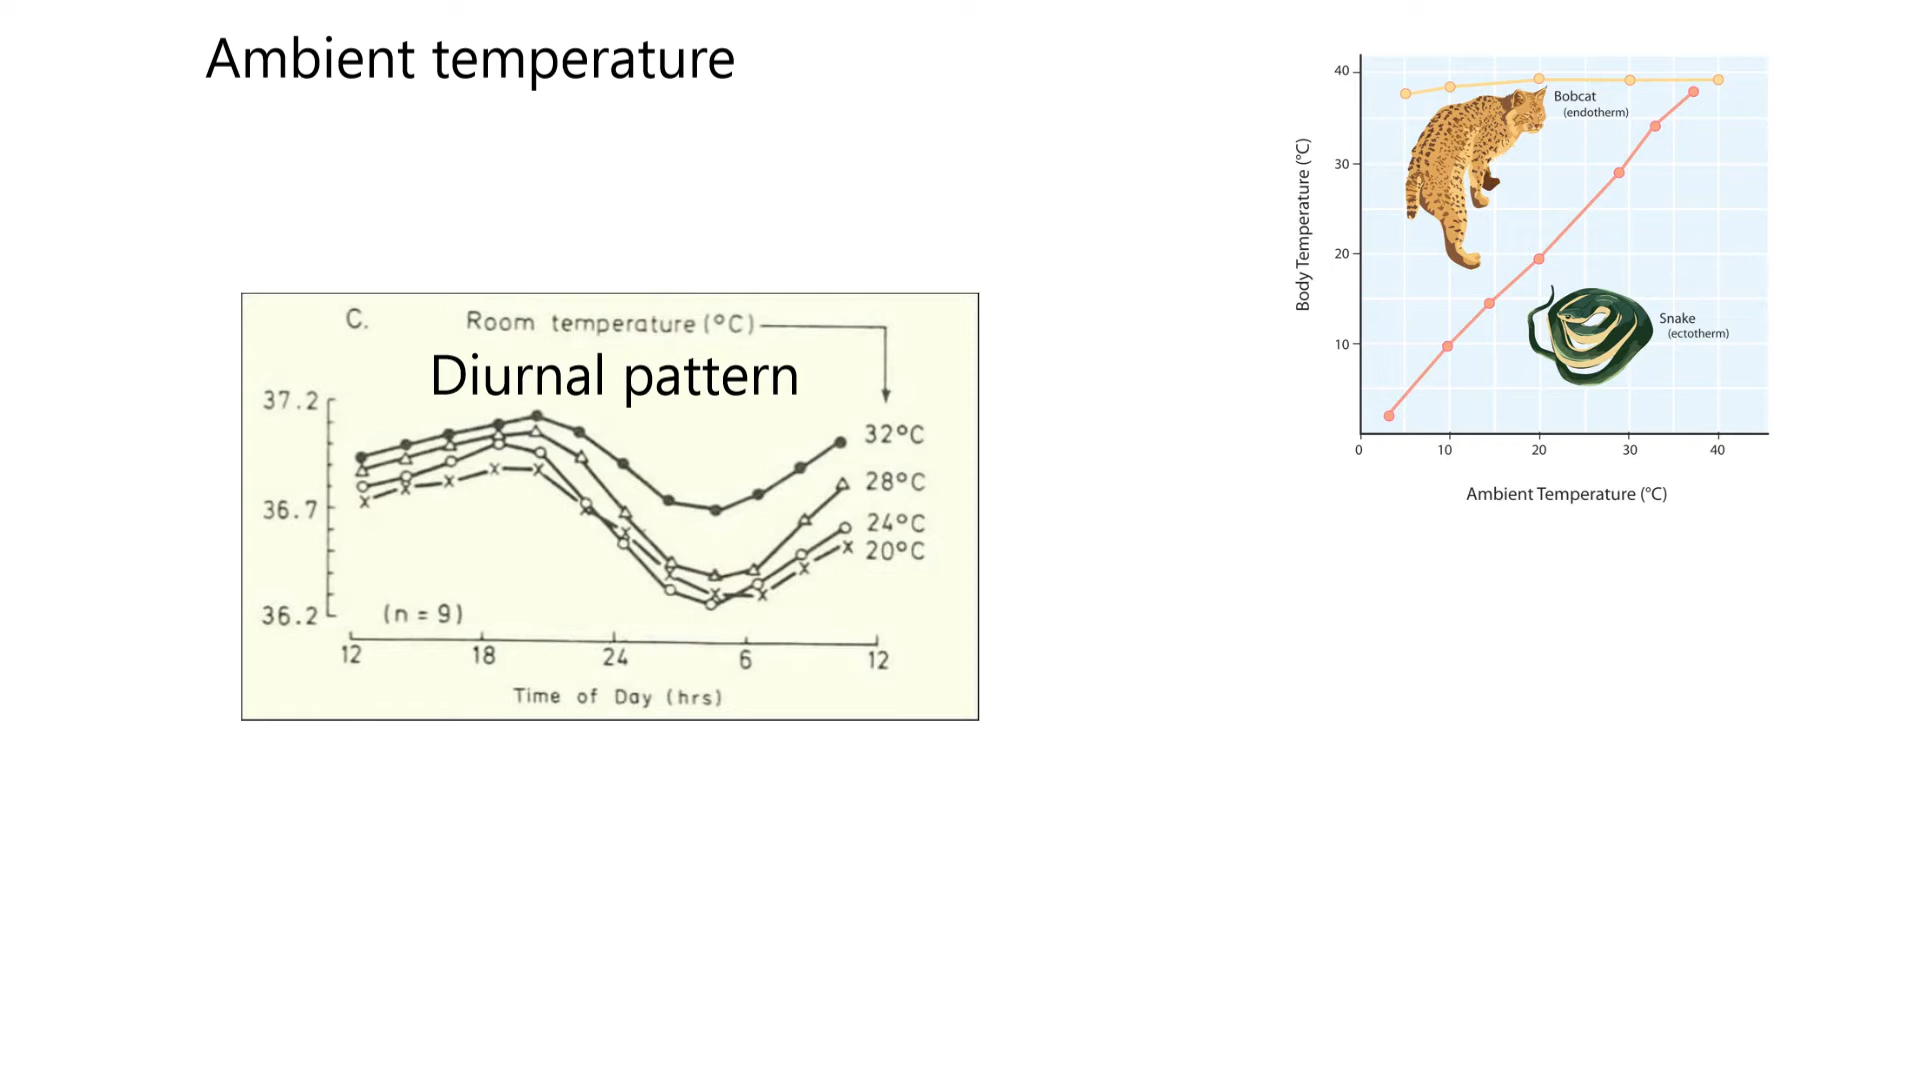 Ambient temperature
C. Room temperature (°C)
Diurnal pattern
37.2
36.7
36.2
32°C
28°C
24°C
20°C
(n = 9)
12 18 24 6 12
Time of Day (hrs)
40
30
20
10
Body Temperature (°C)
Bobcat
(endotherm)
Snake
(ectotherm)
0 10 20 30 40
Ambient Temperature (°C)